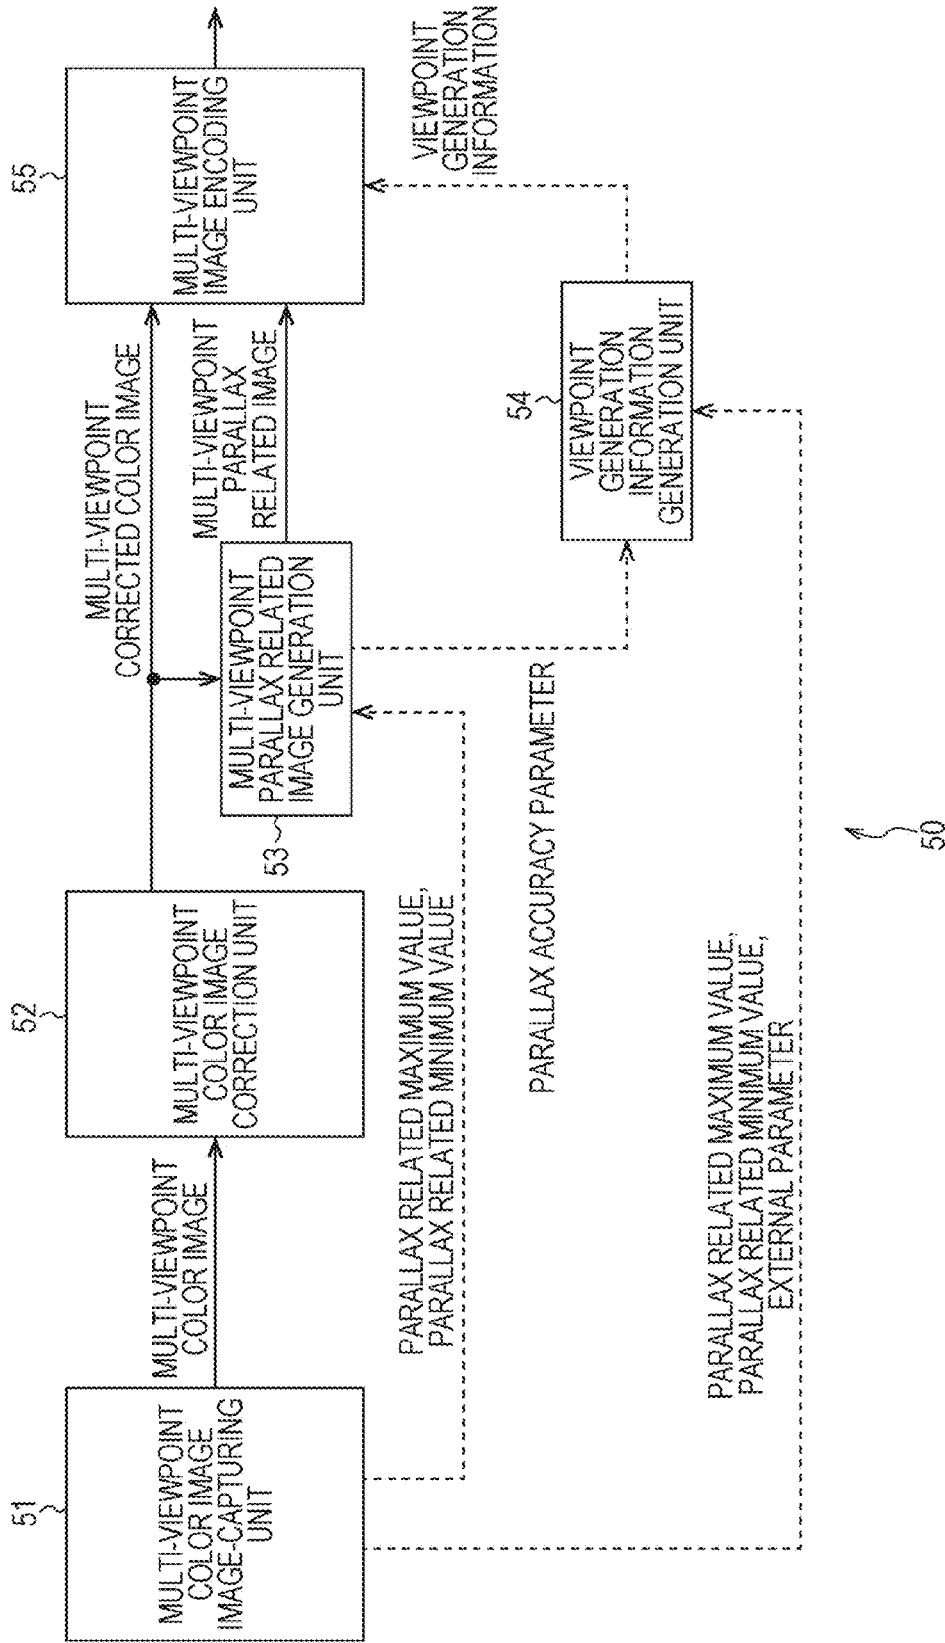 51
MULTI-VIEWPOINT
COLOR IMAGE
IMAGE-CAPTURING
UNIT
MULTI-VIEWPOINT
COLOR IMAGE
52
MULTI-VIEWPOINT
COLOR IMAGE
CORRECTION UNIT
MULTI-VIEWPOINT
CORRECTED COLOR IMAGE
53
MULTI-VIEWPOINT
PARALLAX RELATED
IMAGE GENERATION
UNIT
MULTI-VIEWPOINT
PARALLAX
RELATED IMAGE
55
MULTI-VIEWPOINT
IMAGE ENCODING
UNIT
PARALLAX RELATED MAXIMUM VALUE,
PARALLAX RELATED MINIMUM VALUE
PARALLAX ACCURACY PARAMETER
54
VIEWPOINT
GENERATION
INFORMATION
GENERATION UNIT
VIEWPOINT
GENERATION
INFORMATION
PARALLAX RELATED MAXIMUM VALUE,
PARALLAX RELATED MINIMUM VALUE,
EXTERNAL PARAMETER
50